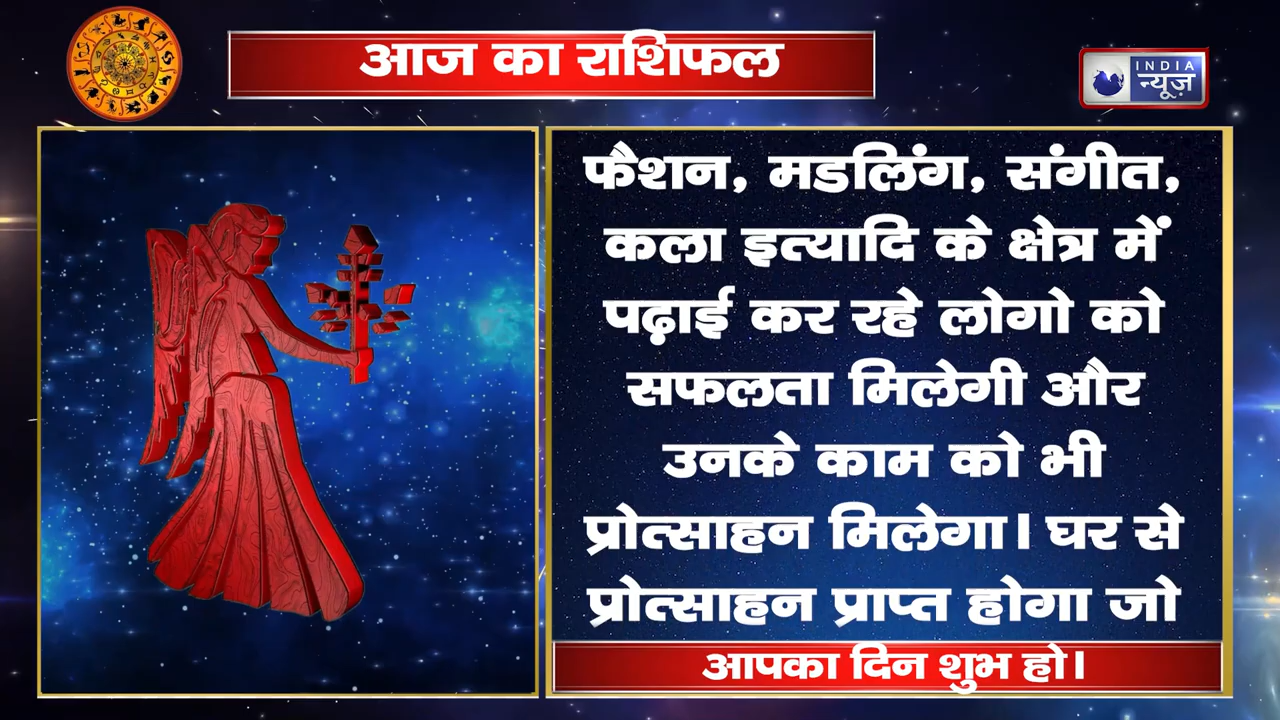 आज का राशिफल
INDIA
न्यूज़
फैशन, मडलिंग, संगीत,
कला इत्यादि के क्षेत्र में
पढ़ाई कर रहे लोगो को
सफलता मिलेगी और
उनके काम को भी
प्रोत्साहन मिलेगा। घर से
प्रोत्साहन प्राप्त होगा जो
आपका दिन शुभ हो।